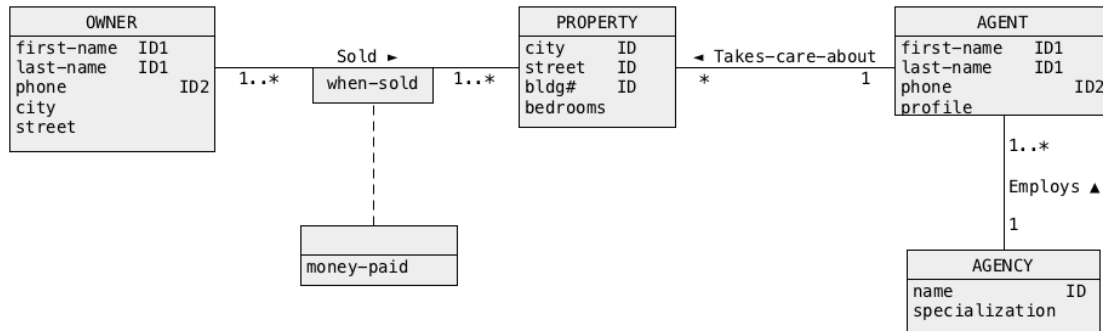 OWNER
first-name ID1
last-name ID1
phone ID2
city
street
Sold ►
1..*
when-sold
1..*
money-paid
PROPERTY
city ID
street ID
bldg# ID
bedrooms
◄ Takes-care-about
*
1
AGENT
first-name ID1
last-name ID1
phone ID2
profile
1..*
Employs ▲
1
AGENCY
name ID
specialization